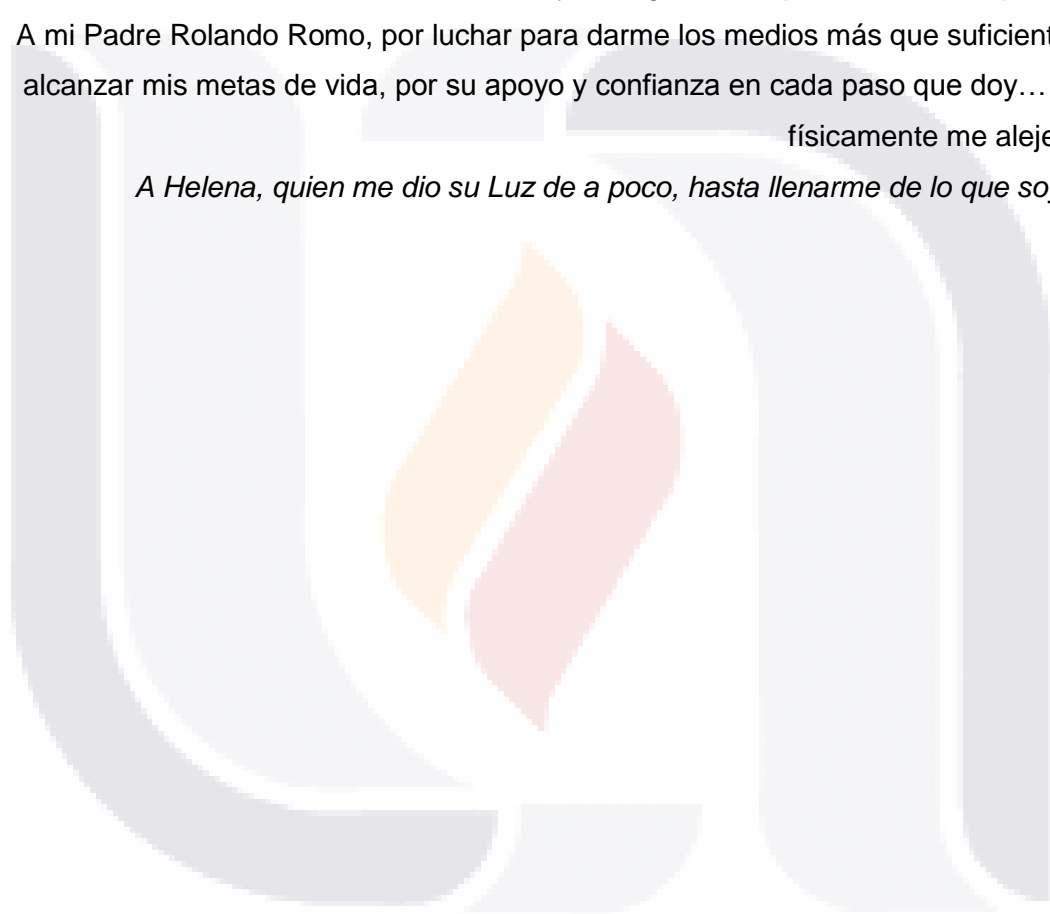 A mi Padre Rolando Romo, por luchar para darme los medios más que
alcanzar mis metas de vida, por su apoyo y confianza en cada paso que doy…
físicamente me
A Helena, quien me dio su Luz de a poco, hasta llenarme de lo que